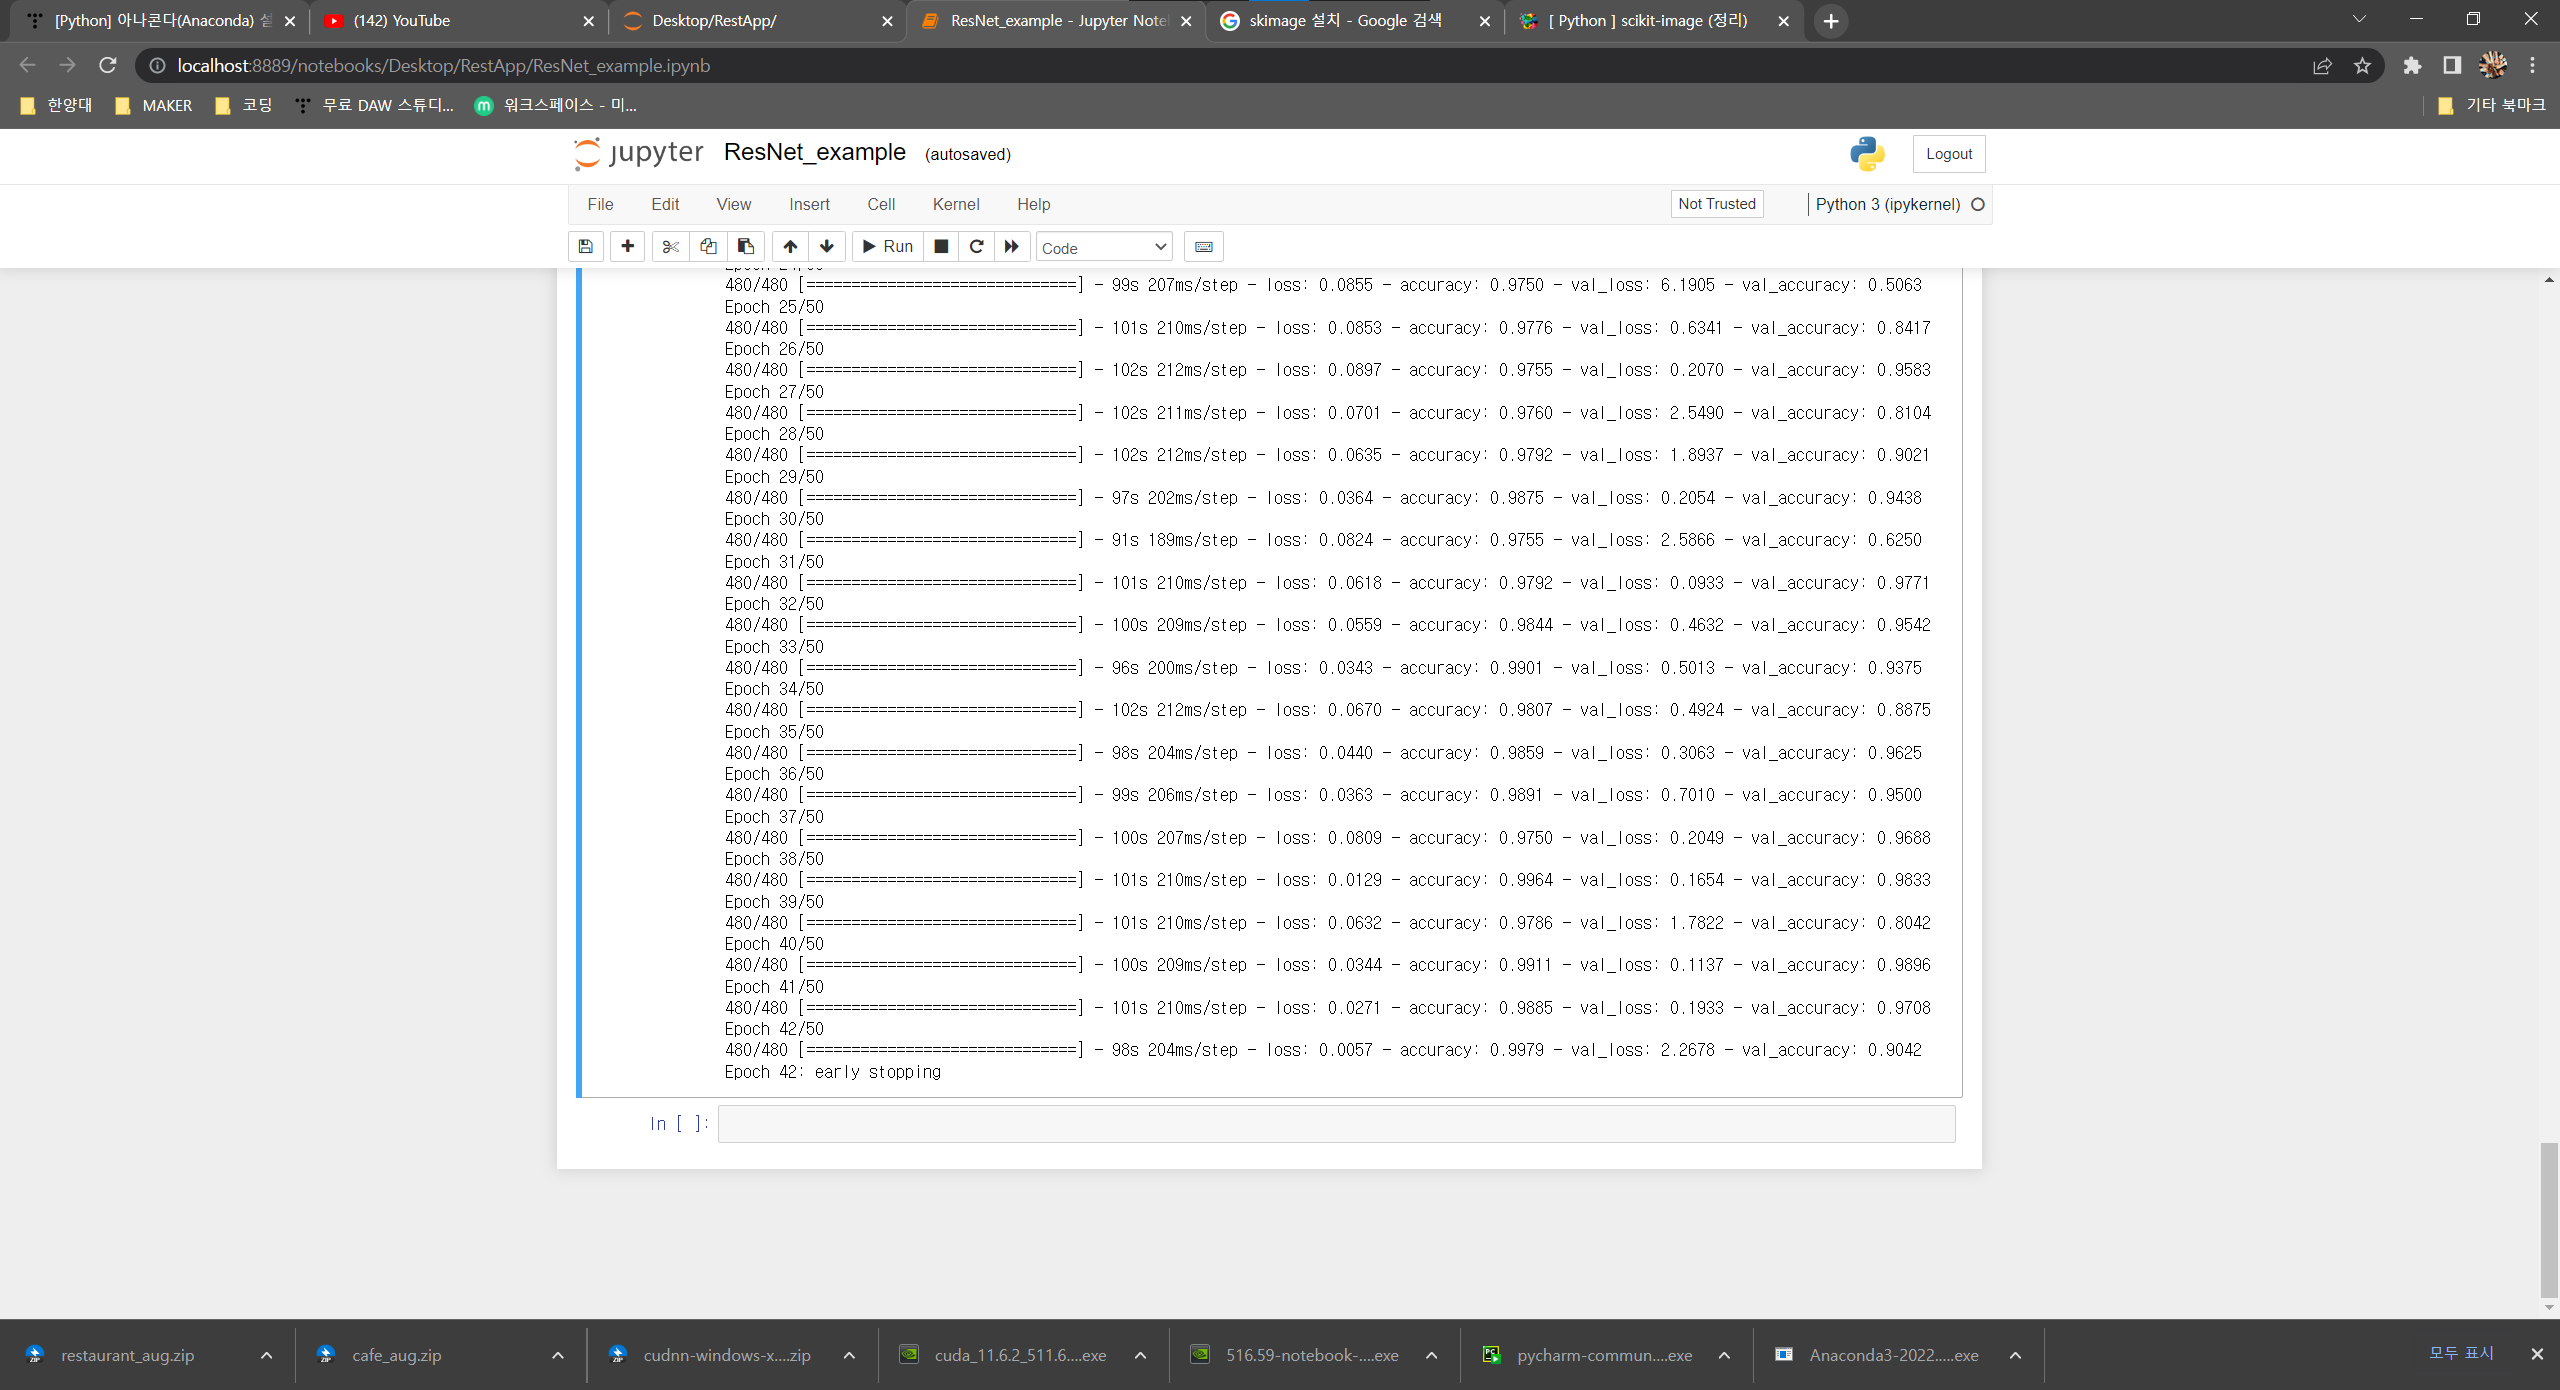 [Python] 아나콘다(Anaconda) 설
(142) YouTube
Desktop/RestApp/
ResNet_example - Jupyter Note
skimage 설치 - Google 검색
[ Python ] scikit-image (정리)
localhost:8889/notebooks/Desktop/RestApp/ResNet_example.ipynb
한양대
MAKER
코딩
무료 DAW 스튜디...
워크스페이스 - 미...
기타 북마크
jupyter ResNet_example (autosaved)
Logout
File Edit View Insert Cell Kernel Help
Not Trusted
Python 3 (ipykernel)
Run
Code
Epoch 24/50
480/480 [==============================] - 99s 207ms/step - loss: 0.0855 - accuracy: 0.9750 - val_loss: 6.1905 - val_accuracy: 0.5063
Epoch 25/50
480/480 [==============================] - 101s 210ms/step - loss: 0.0853 - accuracy: 0.9776 - val_loss: 0.6341 - val_accuracy: 0.8417
Epoch 26/50
480/480 [==============================] - 102s 212ms/step - loss: 0.0897 - accuracy: 0.9755 - val_loss: 0.2070 - val_accuracy: 0.9583
Epoch 27/50
480/480 [==============================] - 102s 211ms/step - loss: 0.0701 - accuracy: 0.9760 - val_loss: 2.5490 - val_accuracy: 0.8104
Epoch 28/50
480/480 [==============================] - 102s 212ms/step - loss: 0.0635 - accuracy: 0.9792 - val_loss: 1.8937 - val_accuracy: 0.9021
Epoch 29/50
480/480 [==============================] - 97s 202ms/step - loss: 0.0364 - accuracy: 0.9875 - val_loss: 0.2054 - val_accuracy: 0.9438
Epoch 30/50
480/480 [==============================] - 91s 189ms/step - loss: 0.0824 - accuracy: 0.9755 - val_loss: 2.5866 - val_accuracy: 0.6250
Epoch 31/50
480/480 [==============================] - 101s 210ms/step - loss: 0.0618 - accuracy: 0.9792 - val_loss: 0.0933 - val_accuracy: 0.9771
Epoch 32/50
480/480 [==============================] - 100s 209ms/step - loss: 0.0559 - accuracy: 0.9844 - val_loss: 0.4632 - val_accuracy: 0.9542
Epoch 33/50
480/480 [==============================] - 96s 200ms/step - loss: 0.0343 - accuracy: 0.9901 - val_loss: 0.5013 - val_accuracy: 0.9375
Epoch 34/50
480/480 [==============================] - 102s 212ms/step - loss: 0.0670 - accuracy: 0.9807 - val_loss: 0.4924 - val_accuracy: 0.8875
Epoch 35/50
480/480 [==============================] - 98s 204ms/step - loss: 0.0440 - accuracy: 0.9859 - val_loss: 0.3063 - val_accuracy: 0.9625
Epoch 36/50
480/480 [==============================] - 99s 206ms/step - loss: 0.0363 - accuracy: 0.9891 - val_loss: 0.7010 - val_accuracy: 0.9500
Epoch 37/50
480/480 [==============================] - 100s 207ms/step - loss: 0.0809 - accuracy: 0.9750 - val_loss: 0.2049 - val_accuracy: 0.9688
Epoch 38/50
480/480 [==============================] - 101s 210ms/step - loss: 0.0129 - accuracy: 0.9964 - val_loss: 0.1654 - val_accuracy: 0.9833
Epoch 39/50
480/480 [==============================] - 101s 210ms/step - loss: 0.0632 - accuracy: 0.9786 - val_loss: 1.7822 - val_accuracy: 0.8042
Epoch 40/50
480/480 [==============================] - 100s 209ms/step - loss: 0.0344 - accuracy: 0.9911 - val_loss: 0.1137 - val_accuracy: 0.9896
Epoch 41/50
480/480 [==============================] - 101s 210ms/step - loss: 0.0271 - accuracy: 0.9885 - val_loss: 0.1933 - val_accuracy: 0.9708
Epoch 42/50
480/480 [==============================] - 98s 204ms/step - loss: 0.0057 - accuracy: 0.9979 - val_loss: 2.2678 - val_accuracy: 0.9042
Epoch 42: early stopping
In [ ]:
restaurant_aug.zip
cafe_aug.zip
cudnn-windows-x....zip
cuda_11.6.2_511.6....exe
516.59-notebook-....exe
pycharm-commun....exe
Anaconda3-2022.....exe
모두 표시